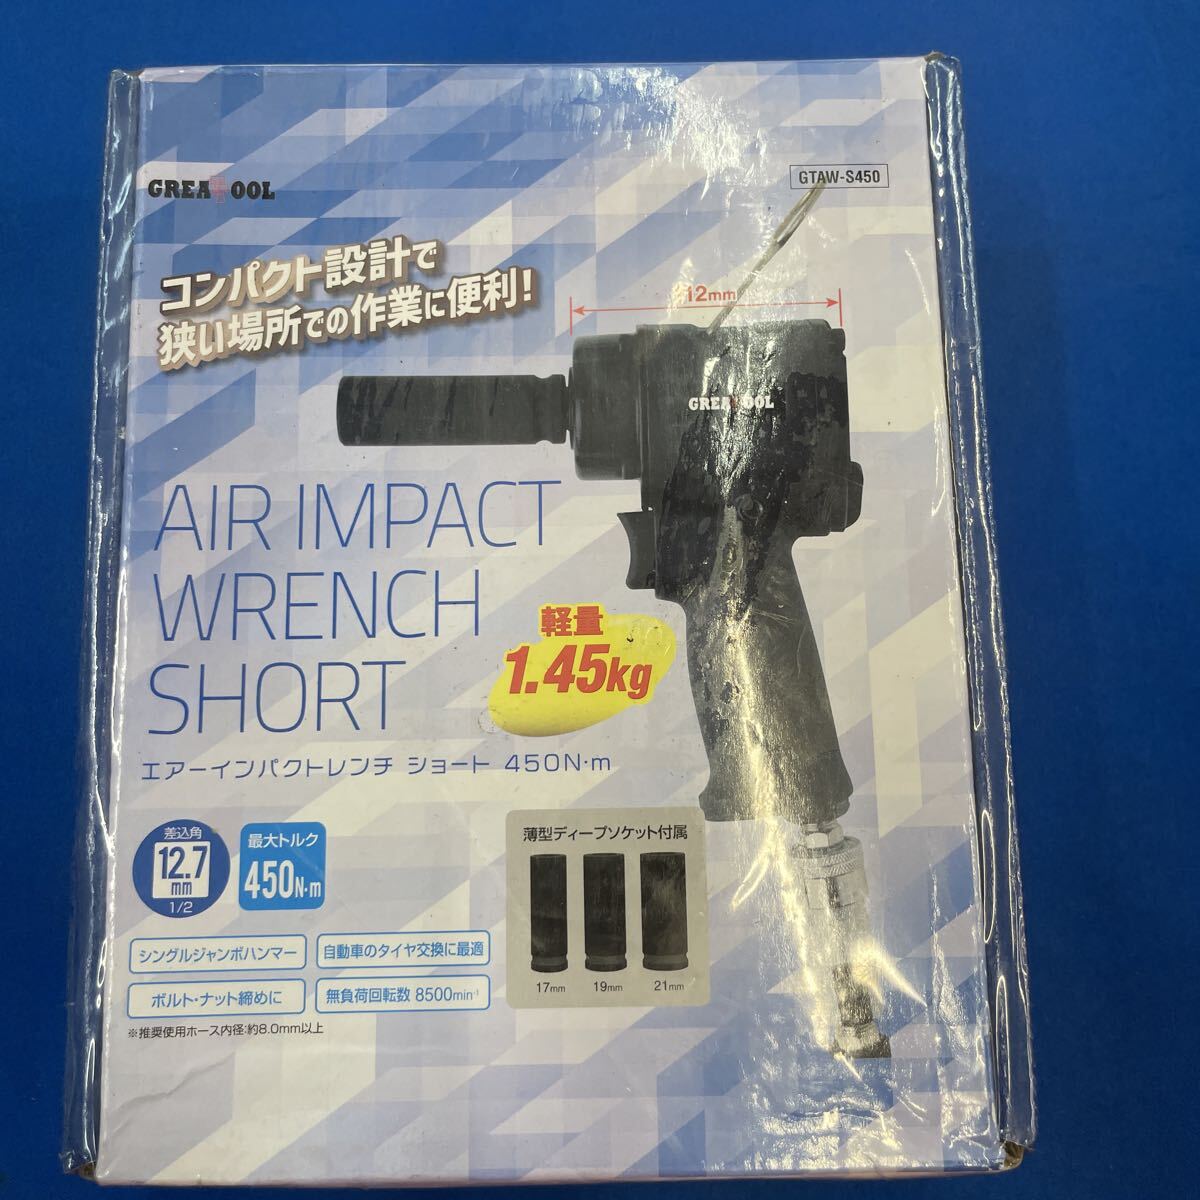 GREATOOL
GTAW-S450
コンパクト設計で
狭い場所での作業に便利!
12mm
GREATOOL
AIR IMPACT
WRENCH
SHORT
軽量
1.45kg
エアーインパクトレンチ ショート 450N·m
差込角
12.7
mm
1/2
最大トルク
450N·m
薄型ディープソケット付属
17mm
19mm
21mm
シングルジャンボハンマー
自動車のタイヤ交換に最適
ボルト・ナット締めに
無負荷回転数 8500min⁻¹
※推奨使用ホース内径:約8.0mm以上